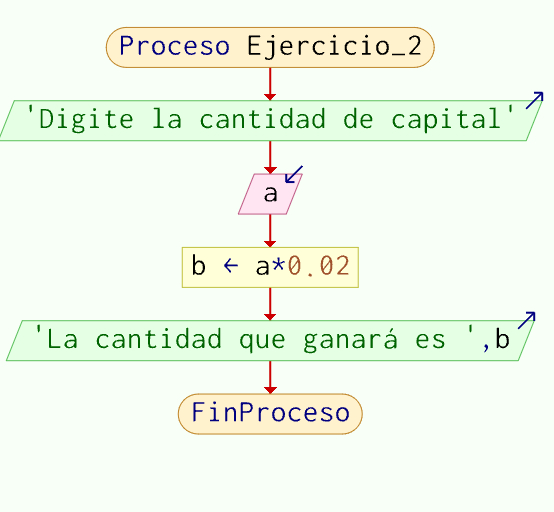 Proceso Ejercicio_2
'Digite la cantidad de capital'
a
b ← a*0.02
'La cantidad que ganará es ',b
FinProceso